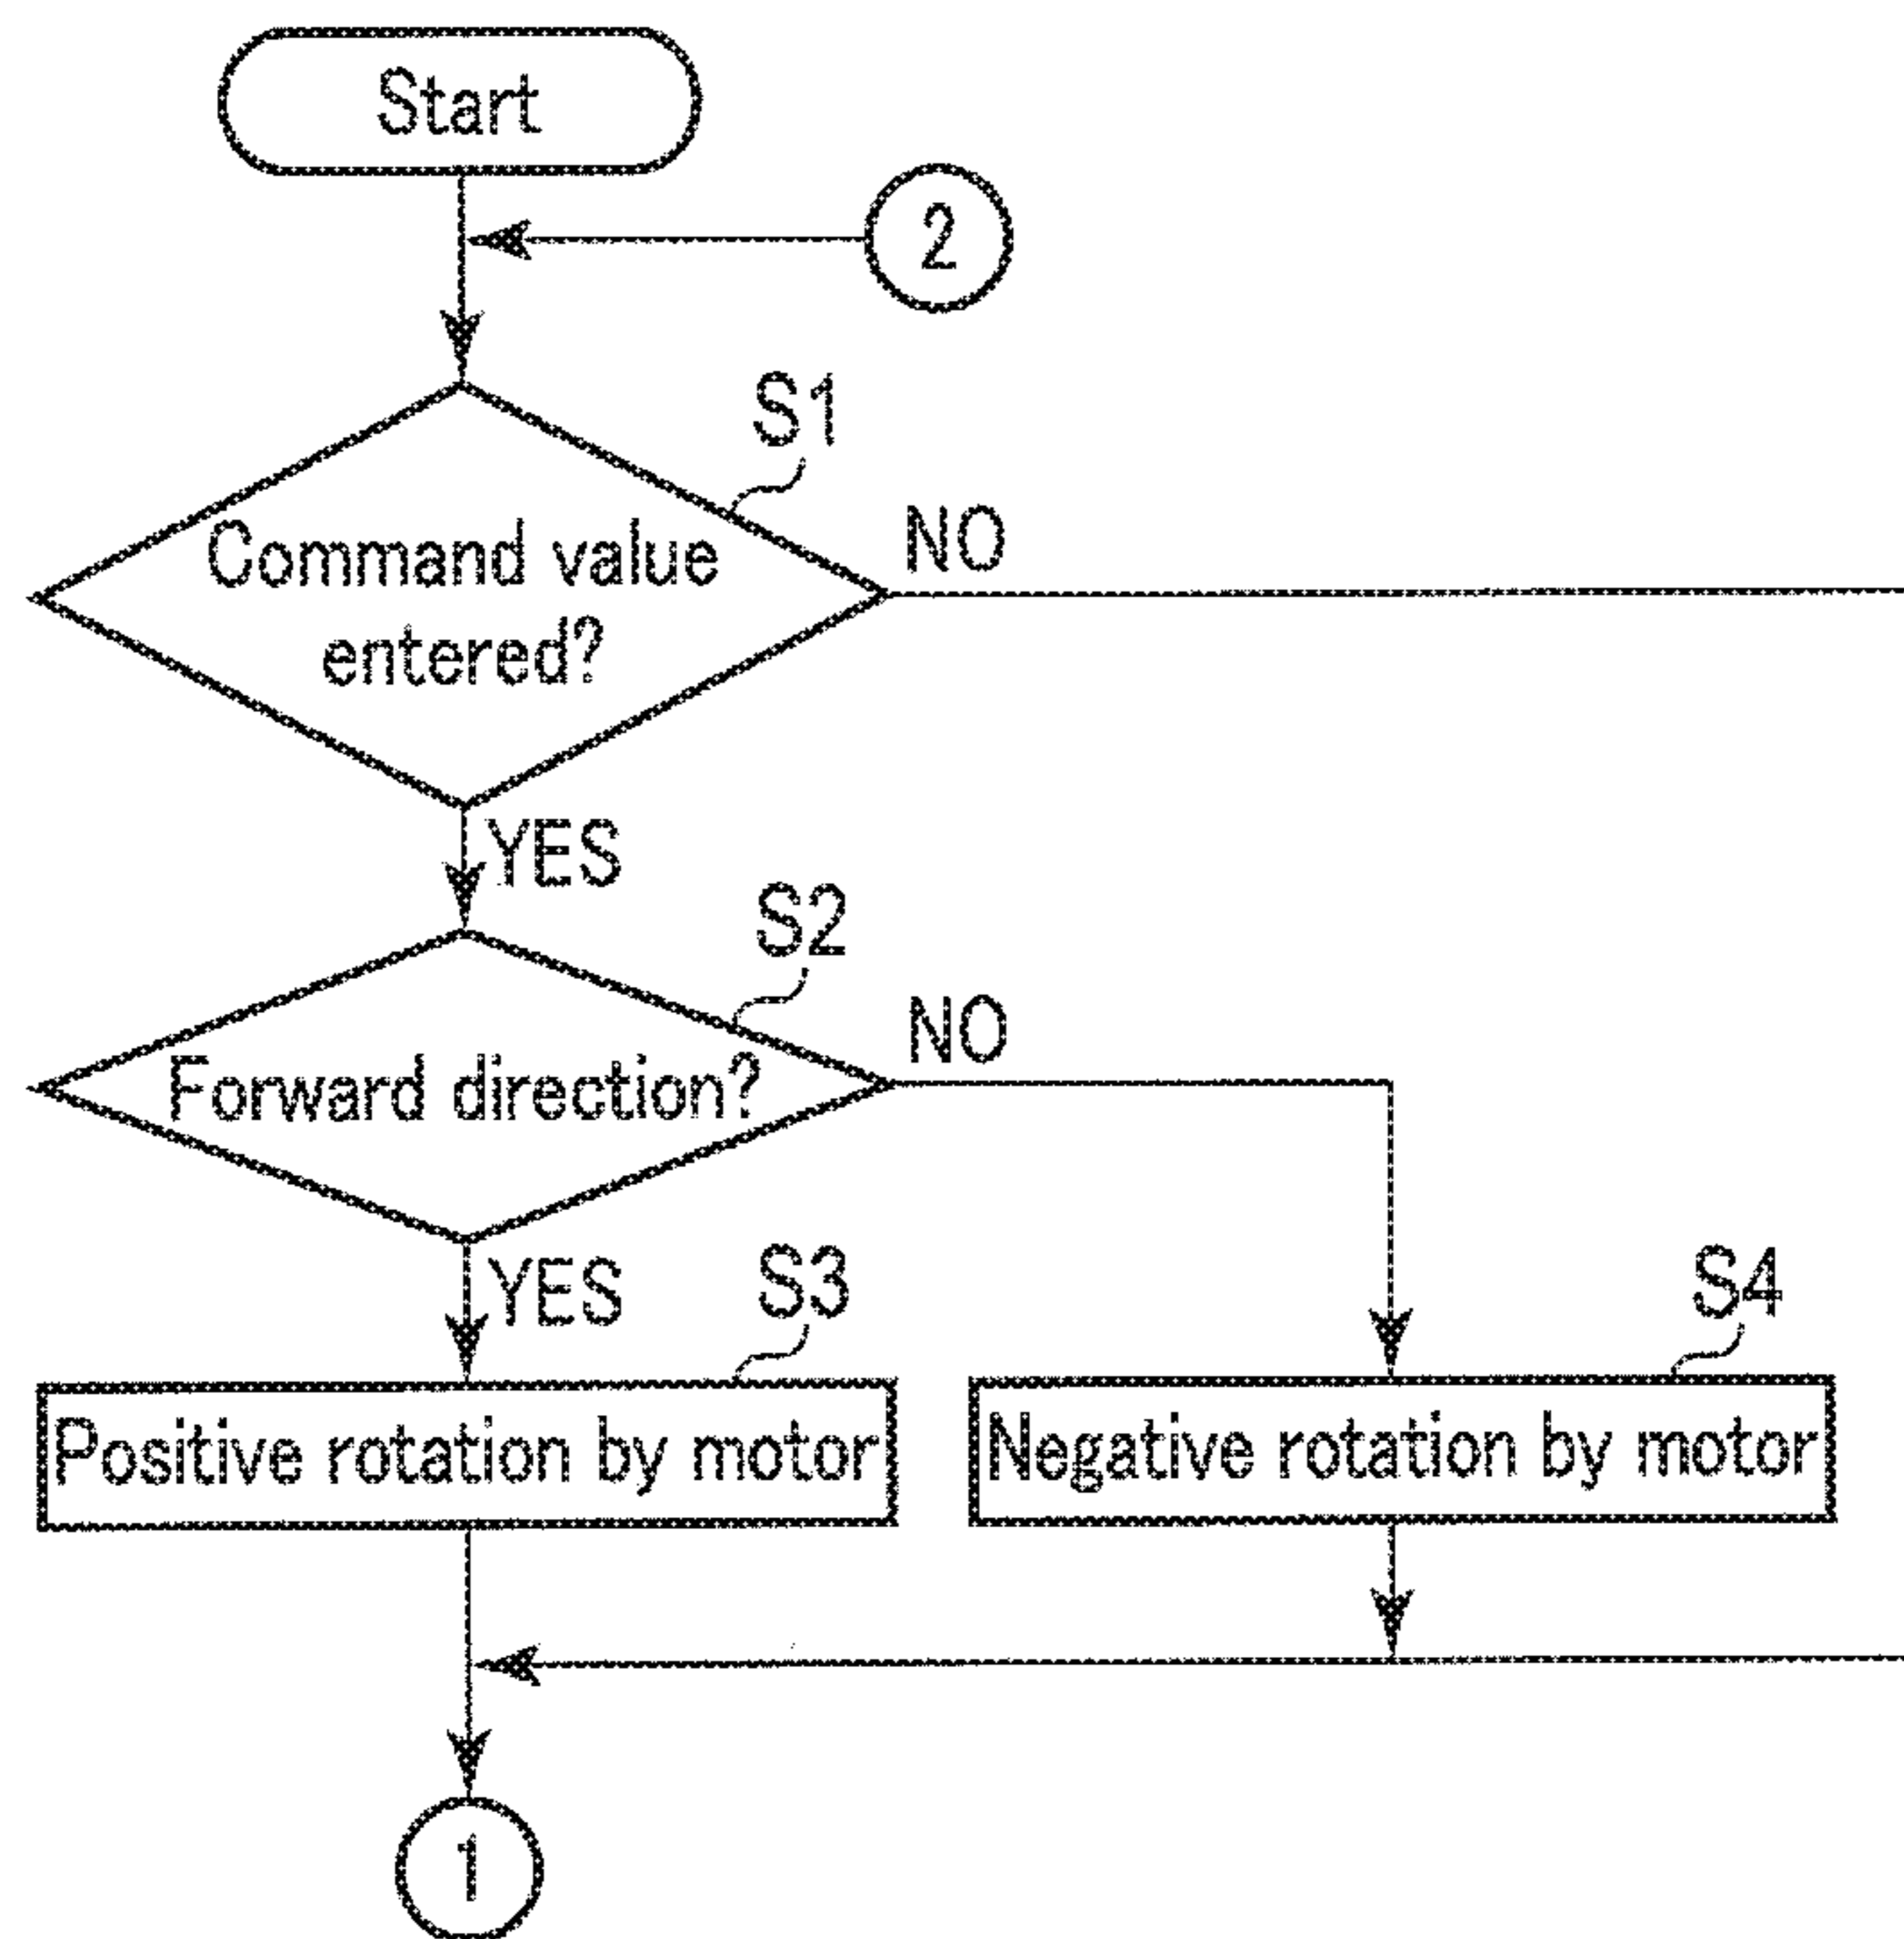 Start
2
S1
Command value
entered?
NO
YES
S2
Forward direction?
NO
YES
S3
Positive rotation by motor
S4
Negative rotation by motor
1